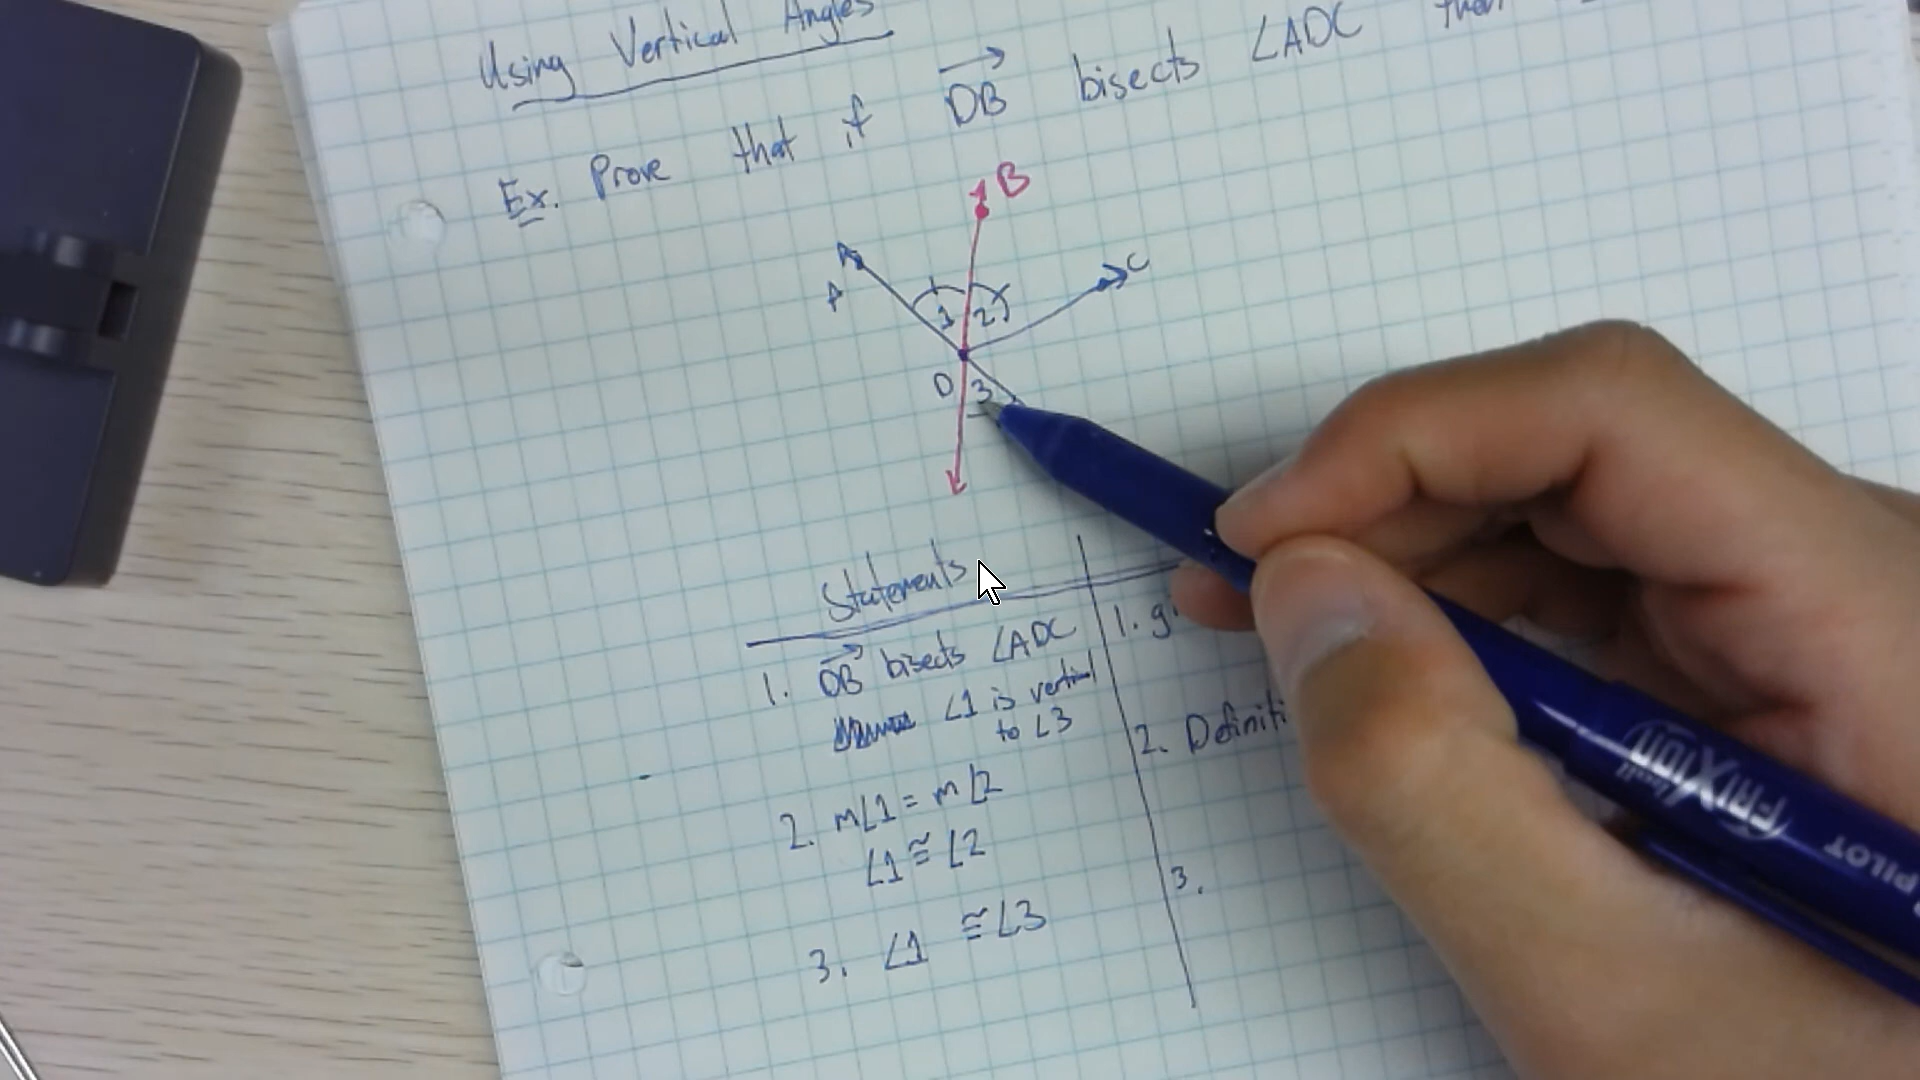 Using Vertical Angles
Ex. Prove that if DB bisects ∠ADC then
B
A
C
1 2
D 3
Statements
1. DB bisects ∠ADC
∠1 is vertical
to ∠3
1. g
2. m∠1 = m∠2
∠1 ≅ ∠2
2. Definiti
3. ∠1 ≅ ∠3
3.
PILOT FRIXION